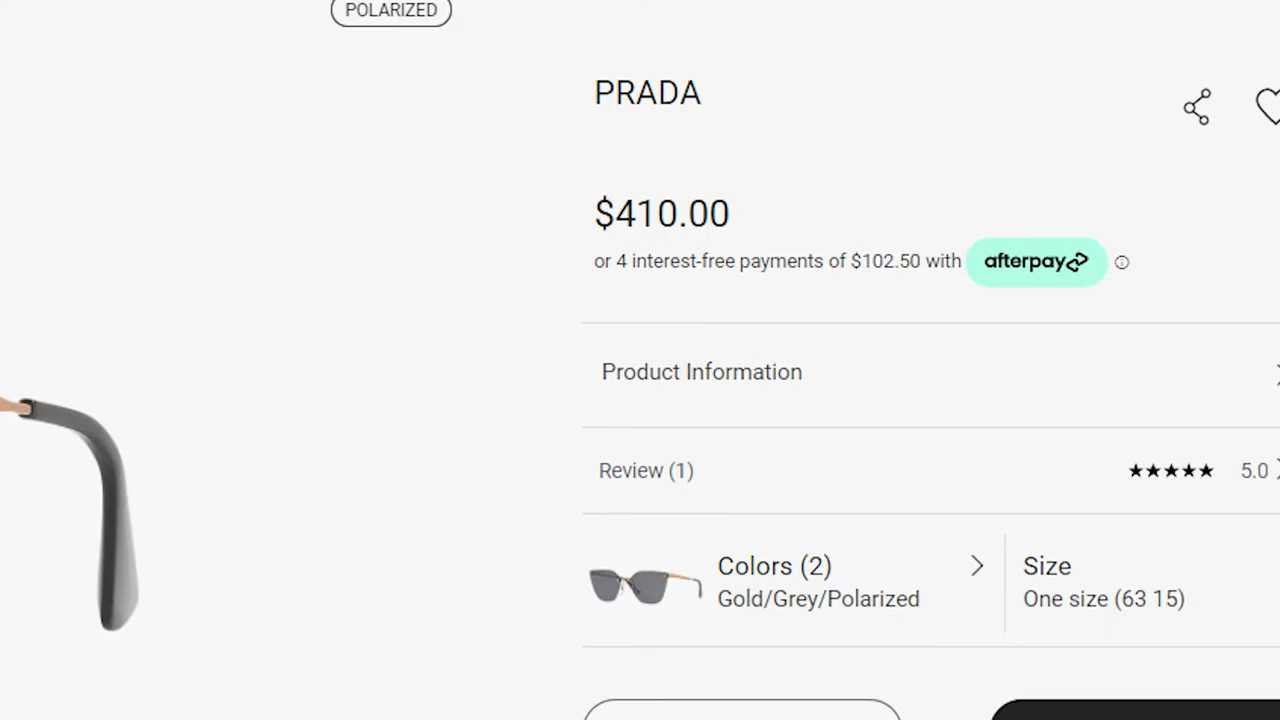 POLARIZED
PRADA
$410.00
or 4 interest-free payments of $102.50 with afterpay
Product Information
Review (1)
5.0
Colors (2)
Gold/Grey/Polarized
Size
One size (63 15)